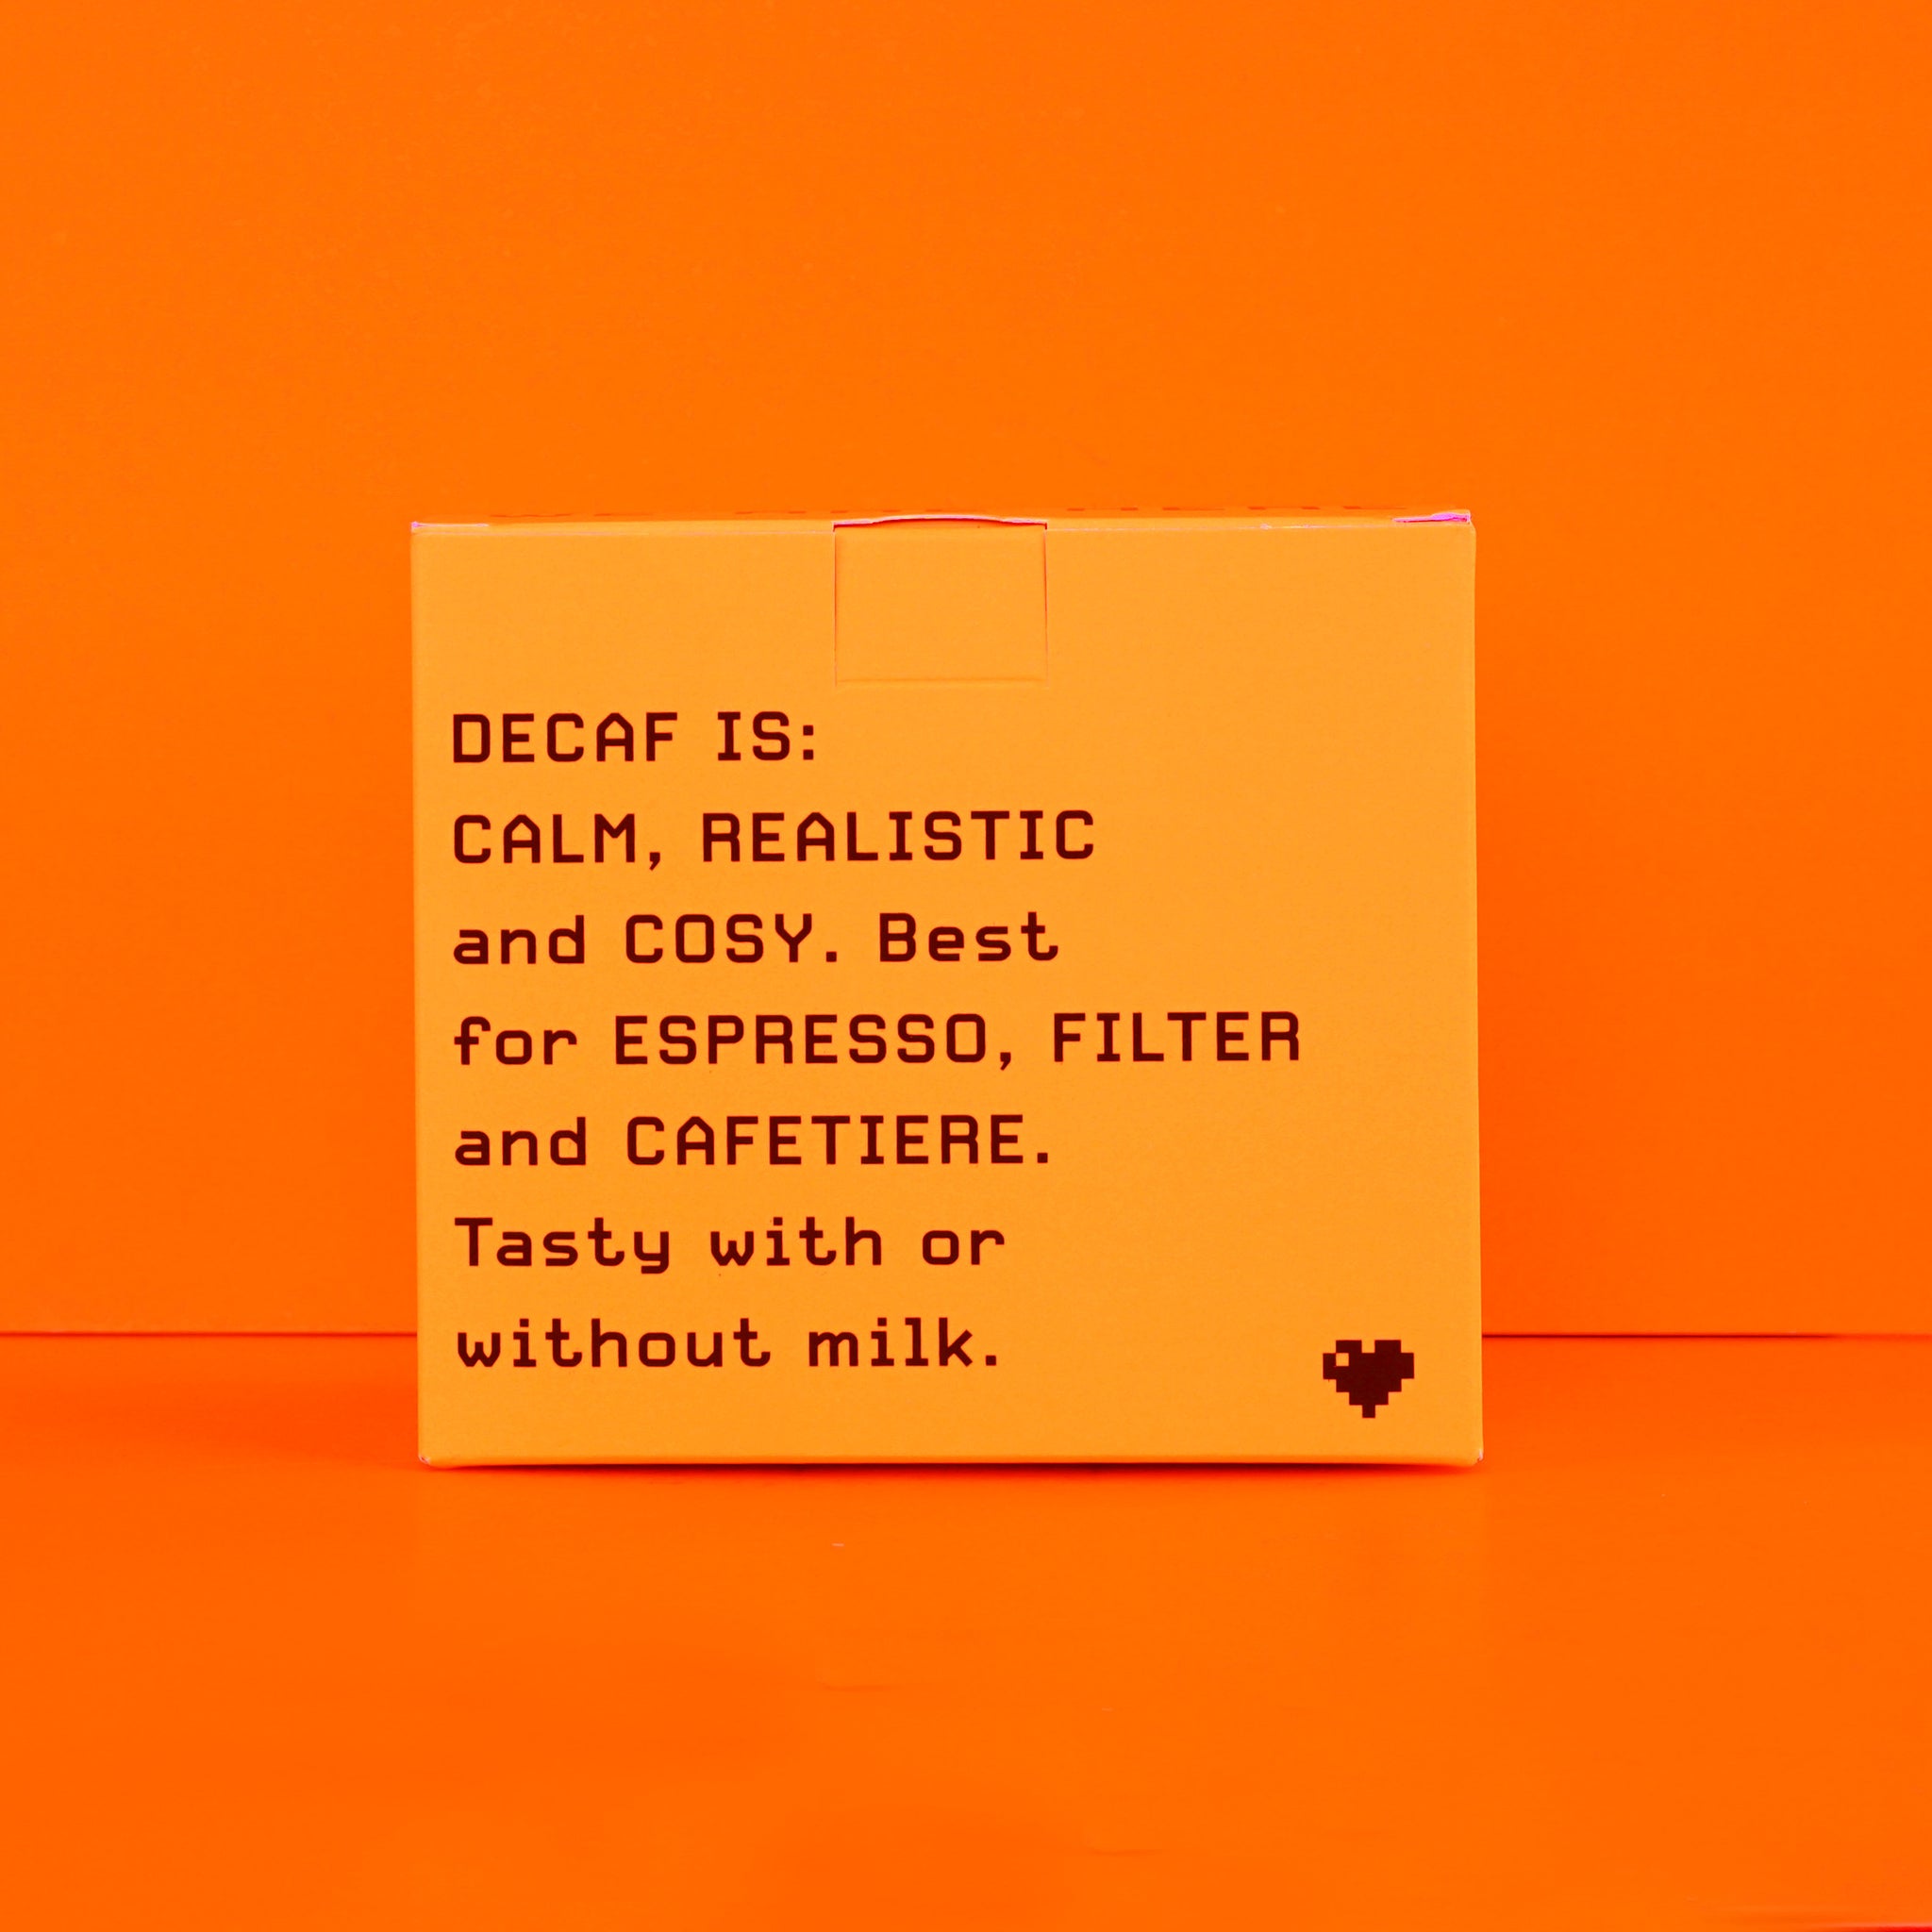 DECAF IS:
CALM, REALISTIC
and COSY. Best
for ESPRESSO, FILTER
and CAFETIERE.
Tasty with or
without milk.